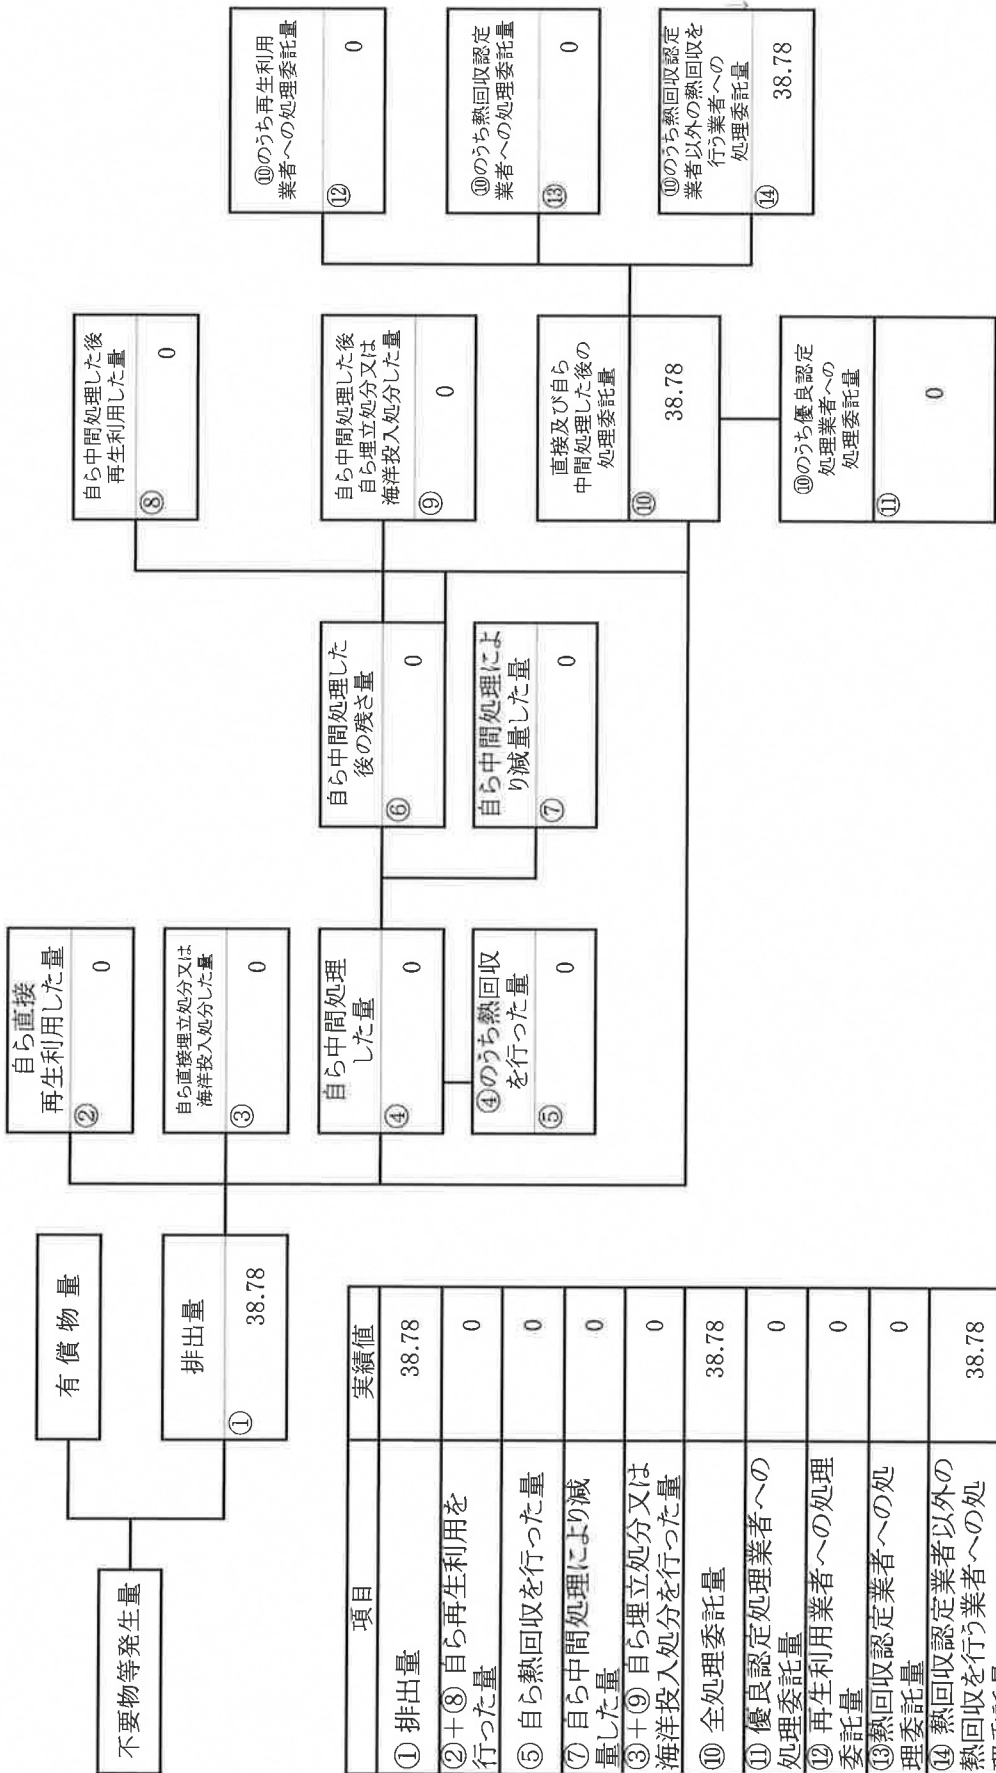 不要物等発生量
有償物量
排出量
①
38.78
自ら直接
再生利用した量
②
0
自ら直接埋立処分又は
海洋投入処分した量
③
0
自ら中間処理
した量
④
0
④のうち熱回収
を行った量
⑤
0
自ら中間処理した
後の残さ量
⑥
0
自ら中間処理によ
り減量した量
⑦
0
自ら中間処理した後
再生利用した量
⑧
0
自ら中間処理した後
自ら埋立処分又は
海洋投入処分した量
⑨
0
直接及び自ら
中間処理した後の
処理委託量
⑩
38.78
⑩のうち優良認定
処理業者への
処理委託量
⑪
0
⑩のうち再生利用
業者への処理委託量
⑫
0
⑩のうち熱回収認定
業者への処理委託量
⑬
0
⑩のうち熱回収認定
業者以外の熱回収を
行う業者への
処理委託量
⑭
38.78
項目 実績値
①排出量 38.78
②+⑧自ら再生利用を
行った量 0
⑤自ら熱回収を行った量 0
⑦自ら中間処理により減
量した量 0
③+⑨自ら埋立処分又は
海洋投入処分を行った量 0
⑩全処理委託量 38.78
⑪優良認定処理業者への
処理委託量 0
⑫再生利用業者への処理
委託量 0
⑬熱回収認定業者への処
理委託量 0
⑭熱回収認定業者以外の
熱回収を行う業者への処 38.78